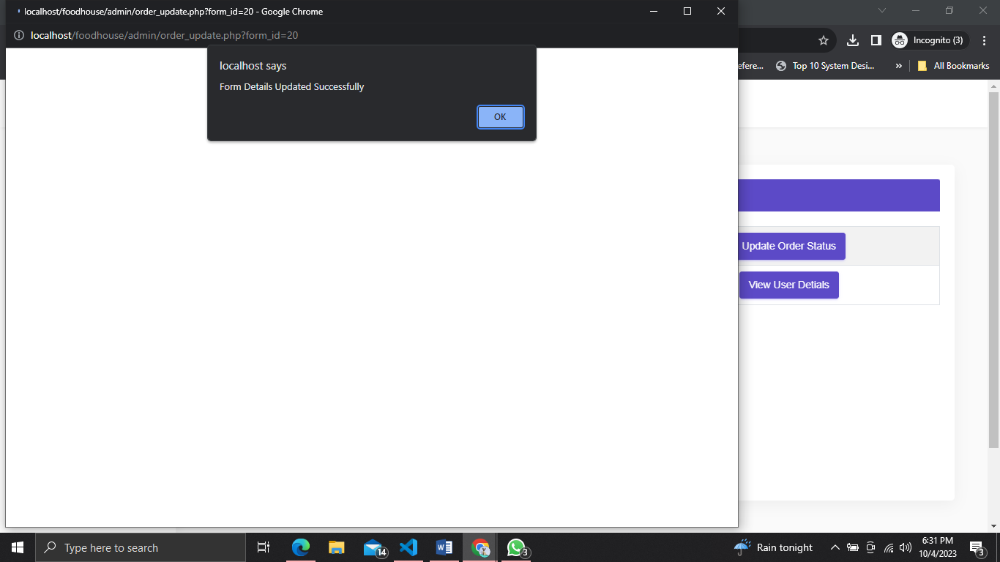 localhost/foodhouse/admin/order_update.php?form_id=20 - Google Chrome
localhost/foodhouse/admin/order_update.php?form_id=20
Incognito (3)
localhost says
Form Details Updated Successfully
OK
efere...
Top 10 System Desi...
»
All Bookmarks
Update Order Status
View User Detials
Type here to search
14
3
Rain tonight
6:31 PM
10/4/2023
3